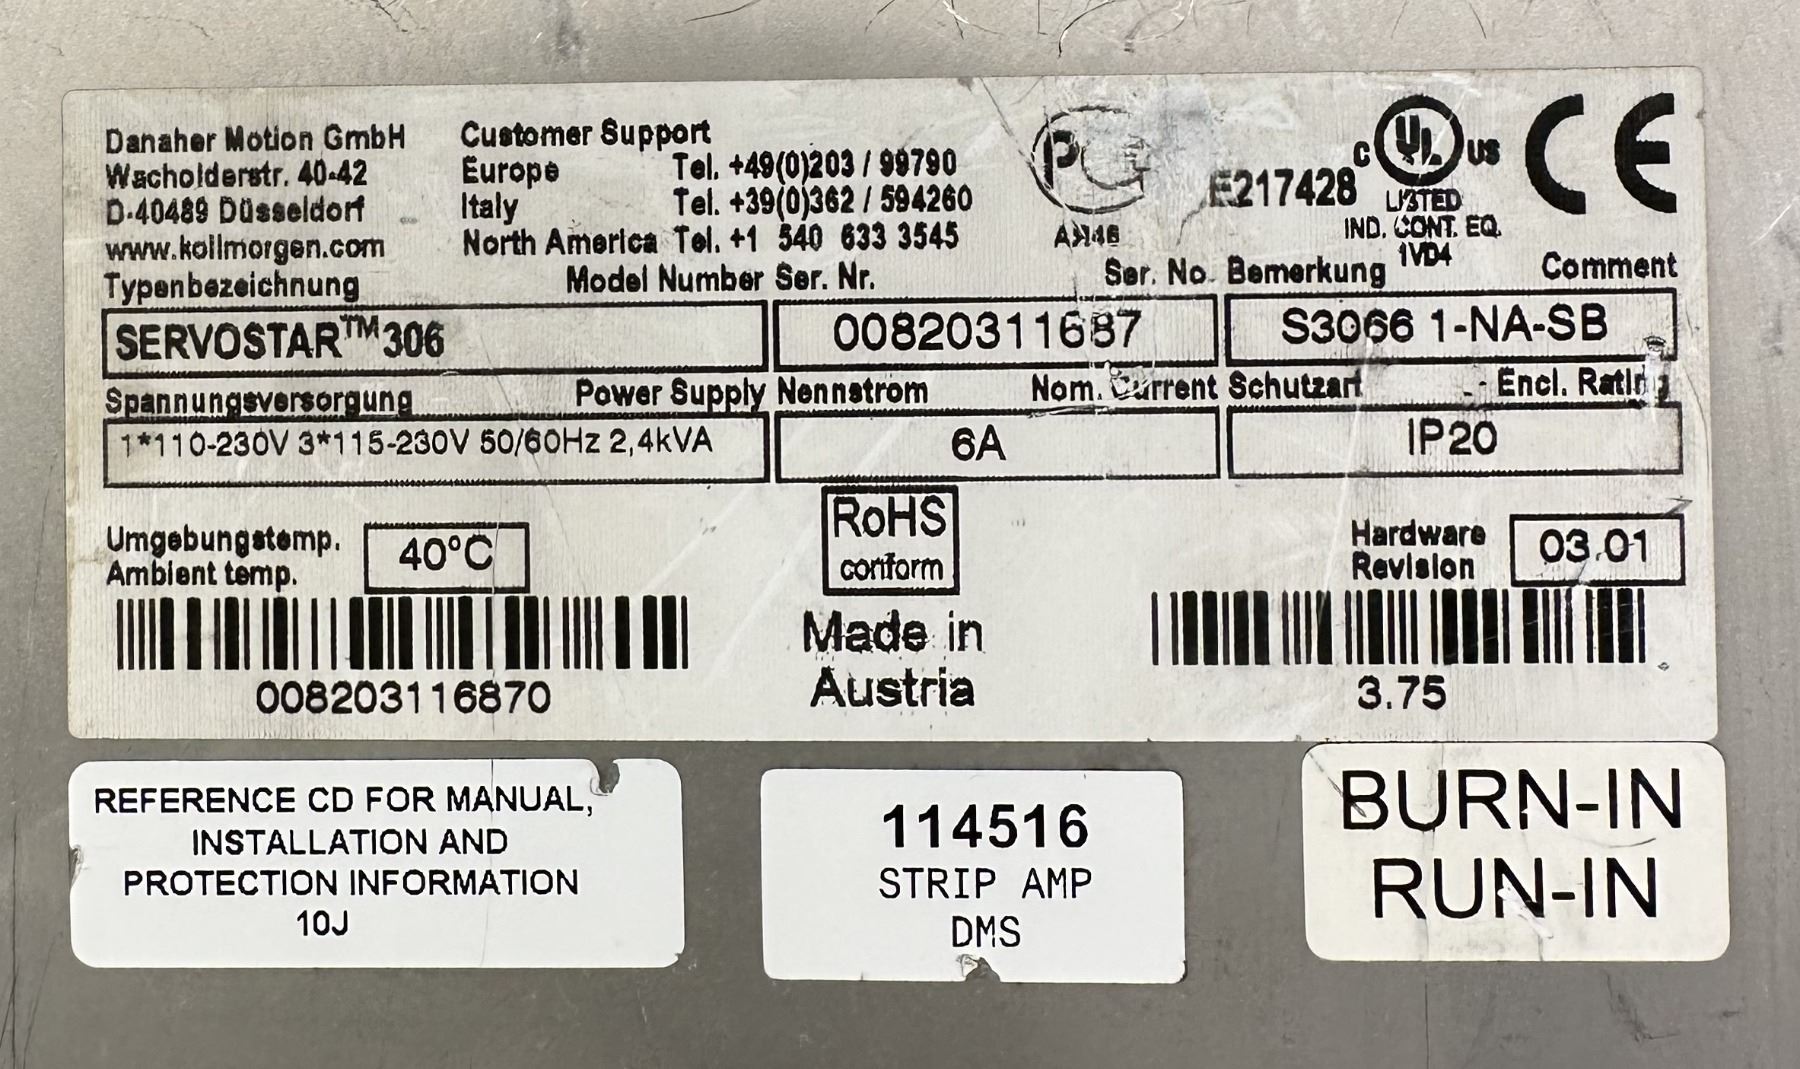 Danaher Motion GmbH
Wacholderstr. 40-42
D-40489 Düsseldorf
www.kollmorgen.com
Customer Support
Europe Tel. +49(0)203 / 99790
Italy Tel. +39(0)362 / 594260
North America Tel. +1 540 633 3545
АЯ46
E217428
C UL US
LISTED
IND. CONT. EQ.
1VD4
CE
Typenbezeichnung Model Number
SERVOSTAR™306
Ser. Nr. Ser. No.
00820311687
Bemerkung Comment
S3066 1-NA-SB
Spannungsversorgung Power Supply
1*110-230V 3*115-230V 50/60Hz 2,4kVA
Nennstrom Nom. Current
6A
Schutzart Encl. Rating
IP20
Umgebungstemp.
Ambient temp.
40°C
RoHS
conform
Hardware
Revision
03.01
008203116870
Made in
Austria
3.75
REFERENCE CD FOR MANUAL,
INSTALLATION AND
PROTECTION INFORMATION
10J
114516
STRIP AMP
DMS
BURN-IN
RUN-IN